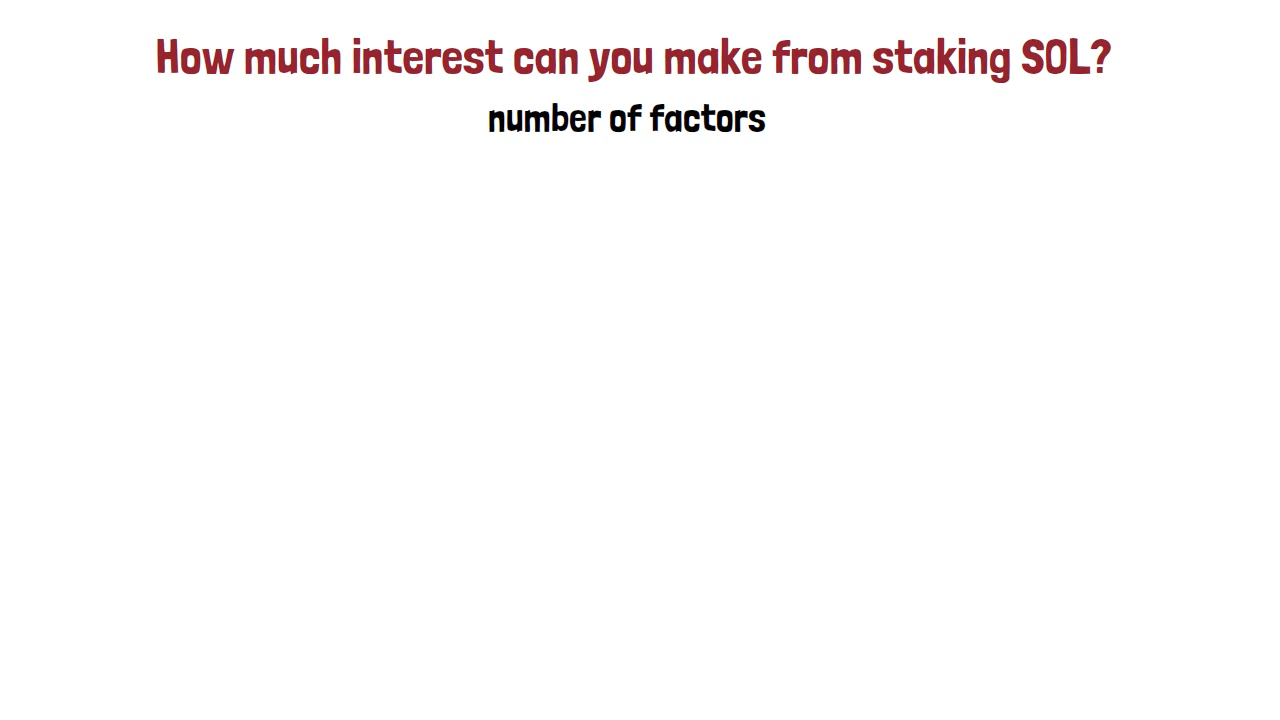 How much interest can you make from staking SOL?
number of factors